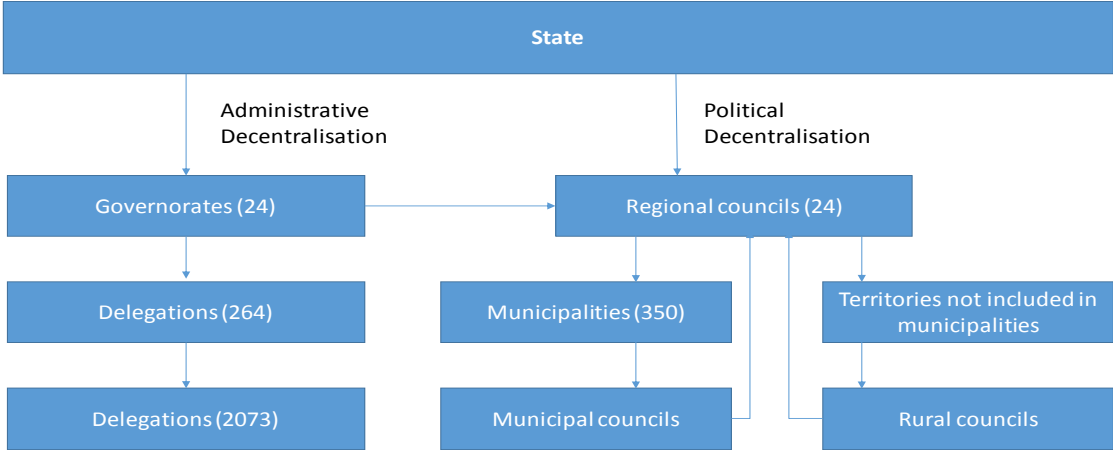 State
Administrative
Decentralisation
Political
Decentralisation
Governorates (24)
Regional councils (24)
Delegations (264)
Municipalities (350)
Territories not included in
municipalities
Delegations (2073)
Municipal councils
Rural councils